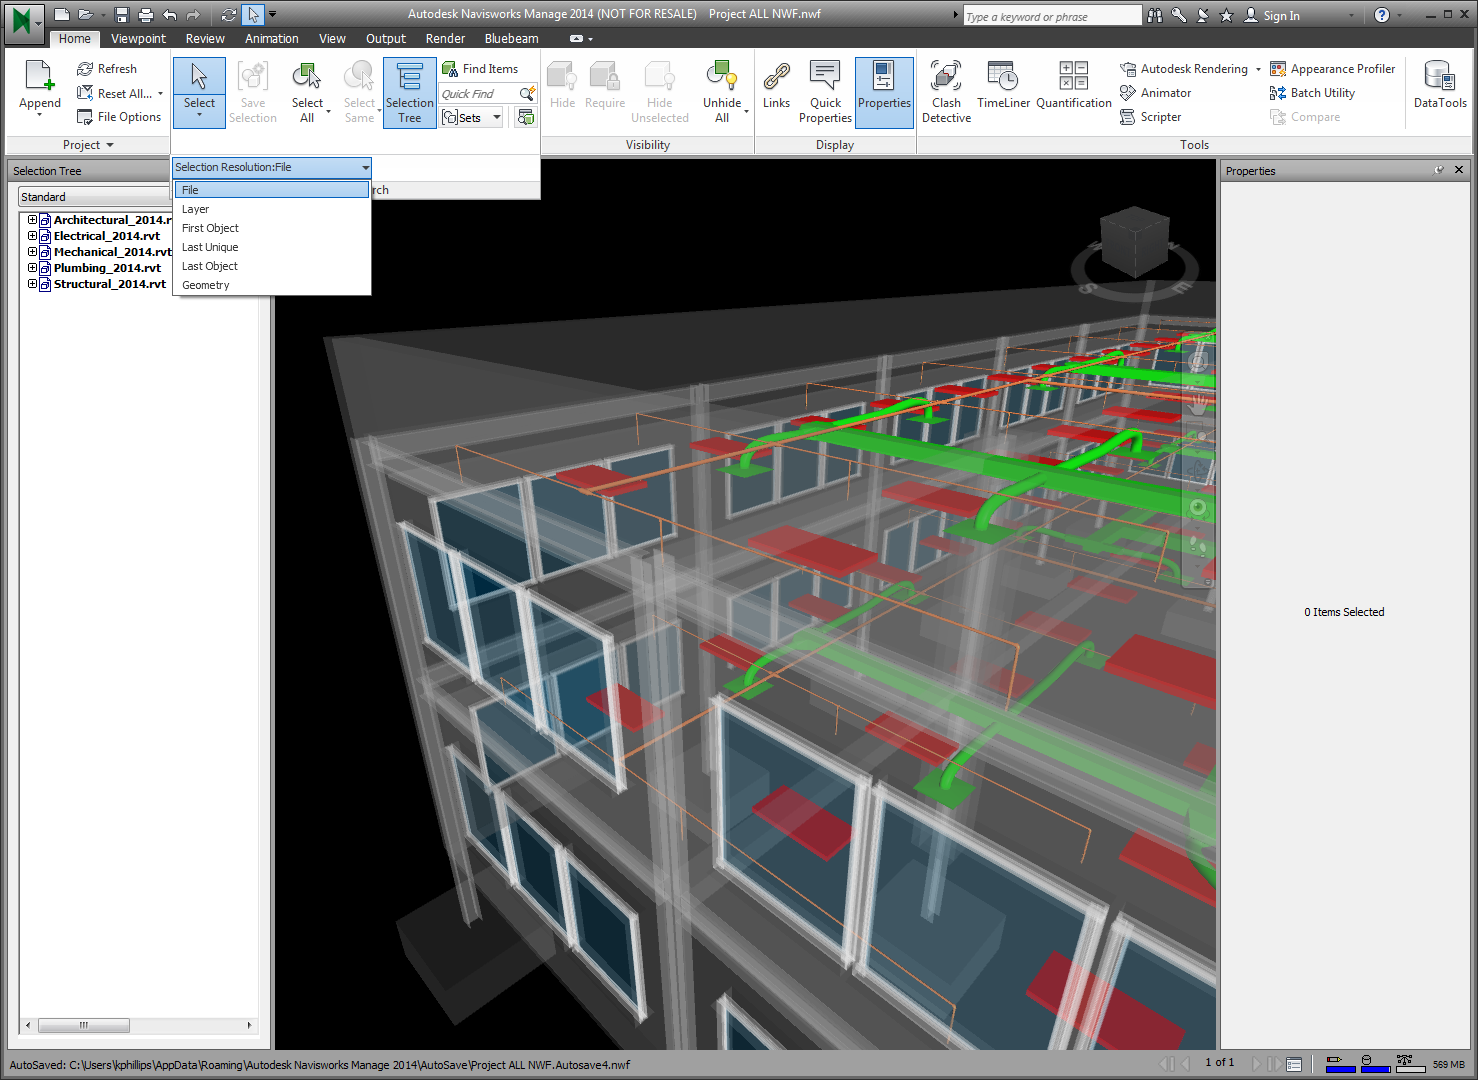 Autodesk Navisworks Manage 2014 (NOT FOR RESALE) Project ALL NWF.nwf
Type a keyword or phrase
Sign In
Home Viewpoint Review Animation View Output Render Bluebeam
Append
Refresh
Reset All...
File Options
Project
Select
Save Selection
Select All
Select Same
Selection Tree
Find Items
Quick Find
Sets
Hide
Require
Hide Unselected
Unhide All
Visibility
Links
Quick Properties
Properties
Display
Clash Detective
TimeLiner
Quantification
Autodesk Rendering
Animator
Scripter
Appearance Profiler
Batch Utility
Compare
Tools
DataTools
Selection Resolution:File
rch
File
Layer
First Object
Last Unique
Last Object
Geometry
Selection Tree
Standard
Architectural_2014.r
Electrical_2014.rvt
Mechanical_2014.rvt
Plumbing_2014.rvt
Structural_2014.rvt
S
E
Properties
0 Items Selected
AutoSaved: C:\Users\kphillips\AppData\Roaming\Autodesk Navisworks Manage 2014\AutoSave\Project ALL NWF.Autosave4.nwf
1 of 1
569 MB